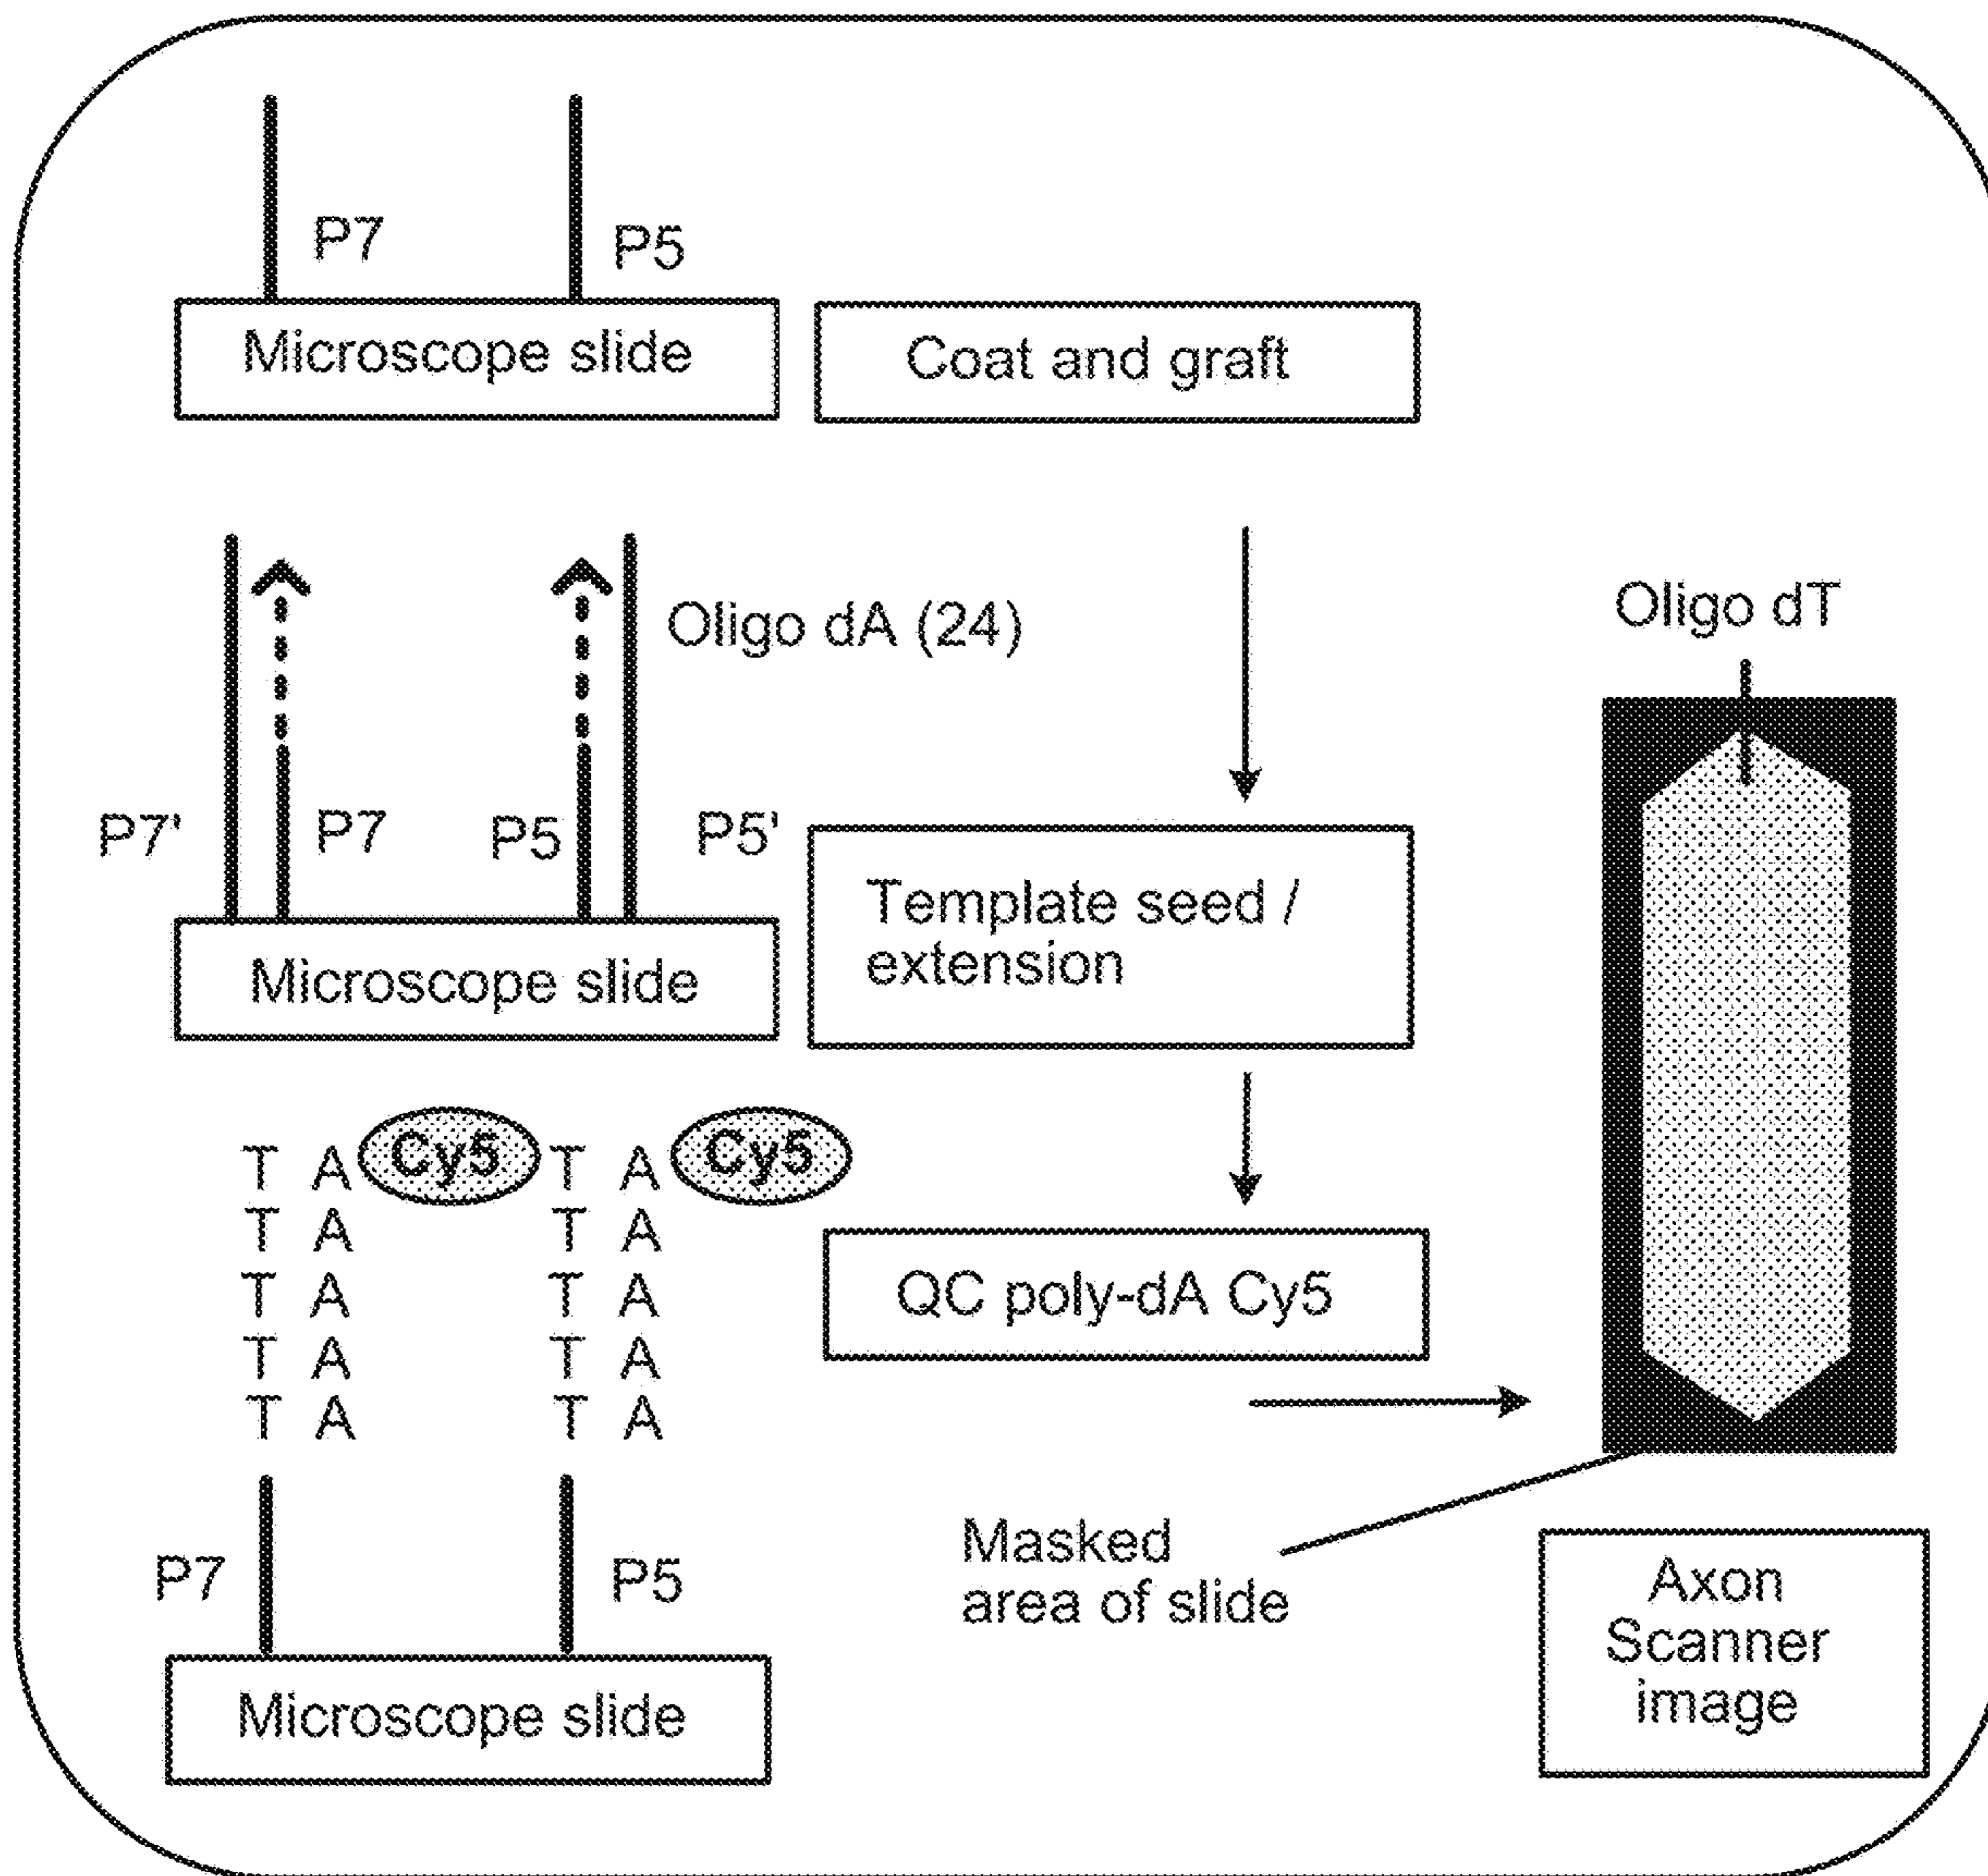 P7
P5
Microscope slide
Coat and graft
Oligo dA (24)
Oligo dT
P7'
P7
P5
P5'
Template seed /
extension
Microscope slide
Cy5
Cy5
T A T A
T A T A
T A T A
T A T A
T A T A
QC poly-dA Cy5
P7
P5
Masked
area of slide
Axon
Scanner
image
Microscope slide